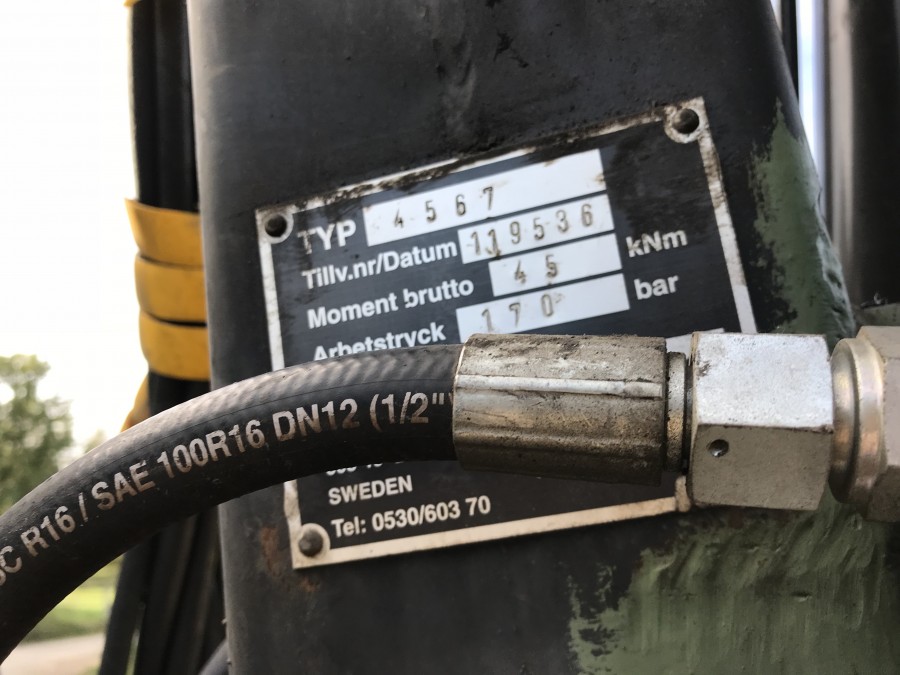 TYP 4567
Tillv.nr/Datum 119536
Moment brutto 45 kNm
Arbetstryck 170 bar
R16 / SAE 100R16 DN12 (1/2")
SWEDEN
Tel: 0530/603 70